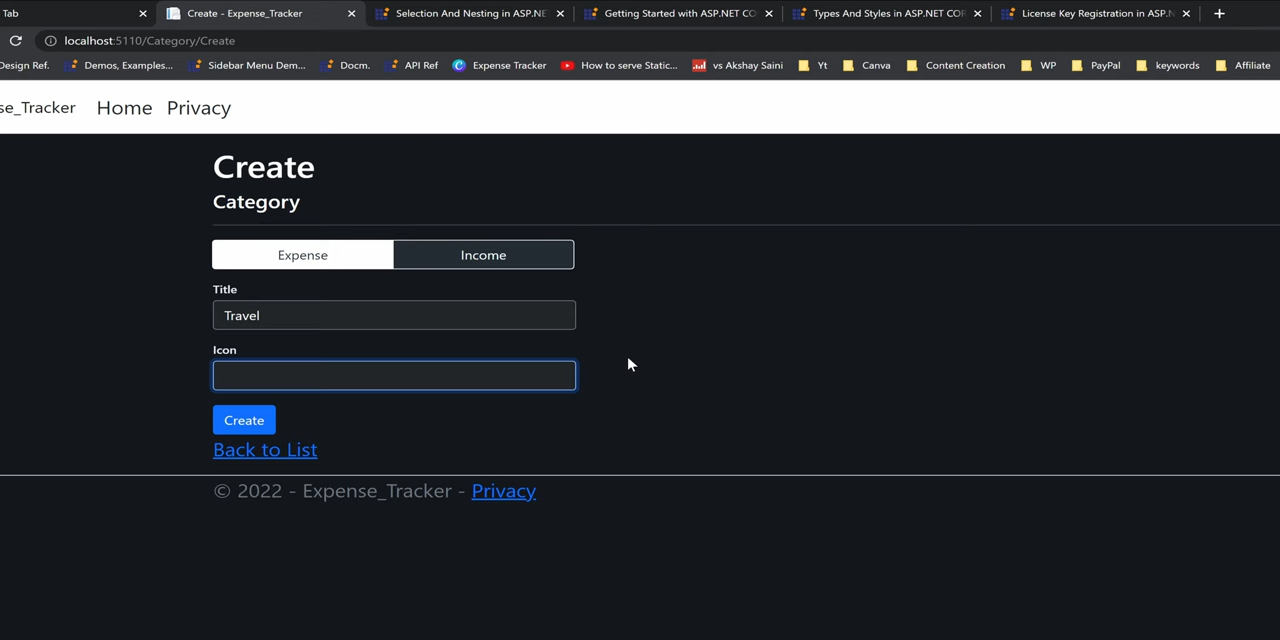 Tab
Create - Expense_Tracker
Selection And Nesting in ASP.NE
Getting Started with ASP.NET CO
Types And Styles in ASP.NET COR
License Key Registration in ASP.N
localhost:5110/Category/Create
Design Ref.
Demos, Examples...
Sidebar Menu Dem...
Docm.
API Ref
Expense Tracker
How to serve Static...
vs Akshay Saini
Yt
Canva
Content Creation
WP
PayPal
keywords
Affiliate
se_Tracker Home Privacy
Create
Category
Expense Income
Title
Travel
Icon
Create
Back to List
© 2022 - Expense_Tracker - Privacy